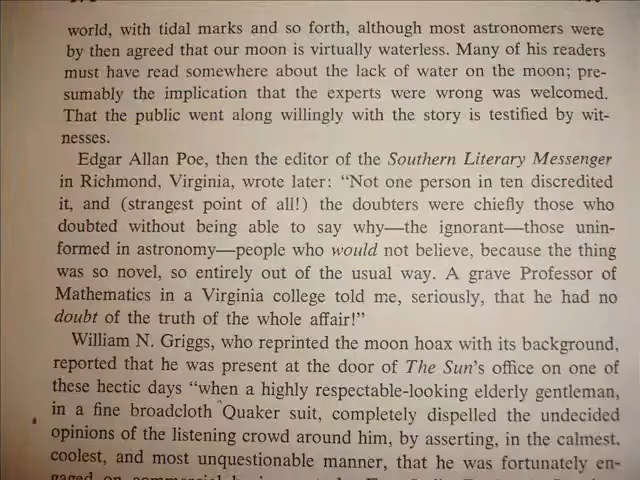 world, with tidal marks and so forth, although most astronomers were
by then agreed that our moon is virtually waterless. Many of his readers
must have read somewhere about the lack of water on the moon; pre-
sumably the implication that the experts were wrong was welcomed.
That the public went along willingly with the story is testified by wit-
nesses.
Edgar Allan Poe, then the editor of the Southern Literary Messenger
in Richmond, Virginia, wrote later: “Not one person in ten discredited
it, and (strangest point of all!) the doubters were chiefly those who
doubted without being able to say why—the ignorant—those unin-
formed in astronomy—people who would not believe, because the thing
was so novel, so entirely out of the usual way. A grave Professor of
Mathematics in a Virginia college told me, seriously, that he had no
doubt of the truth of the whole affair!”
William N. Griggs, who reprinted the moon hoax with its background,
reported that he was present at the door of The Sun's office on one of
these hectic days “when a highly respectable-looking elderly gentleman,
in a fine broadcloth Quaker suit, completely dispelled the undecided
opinions of the listening crowd around him, by asserting, in the calmest,
coolest, and most unquestionable manner, that he was fortunately en-